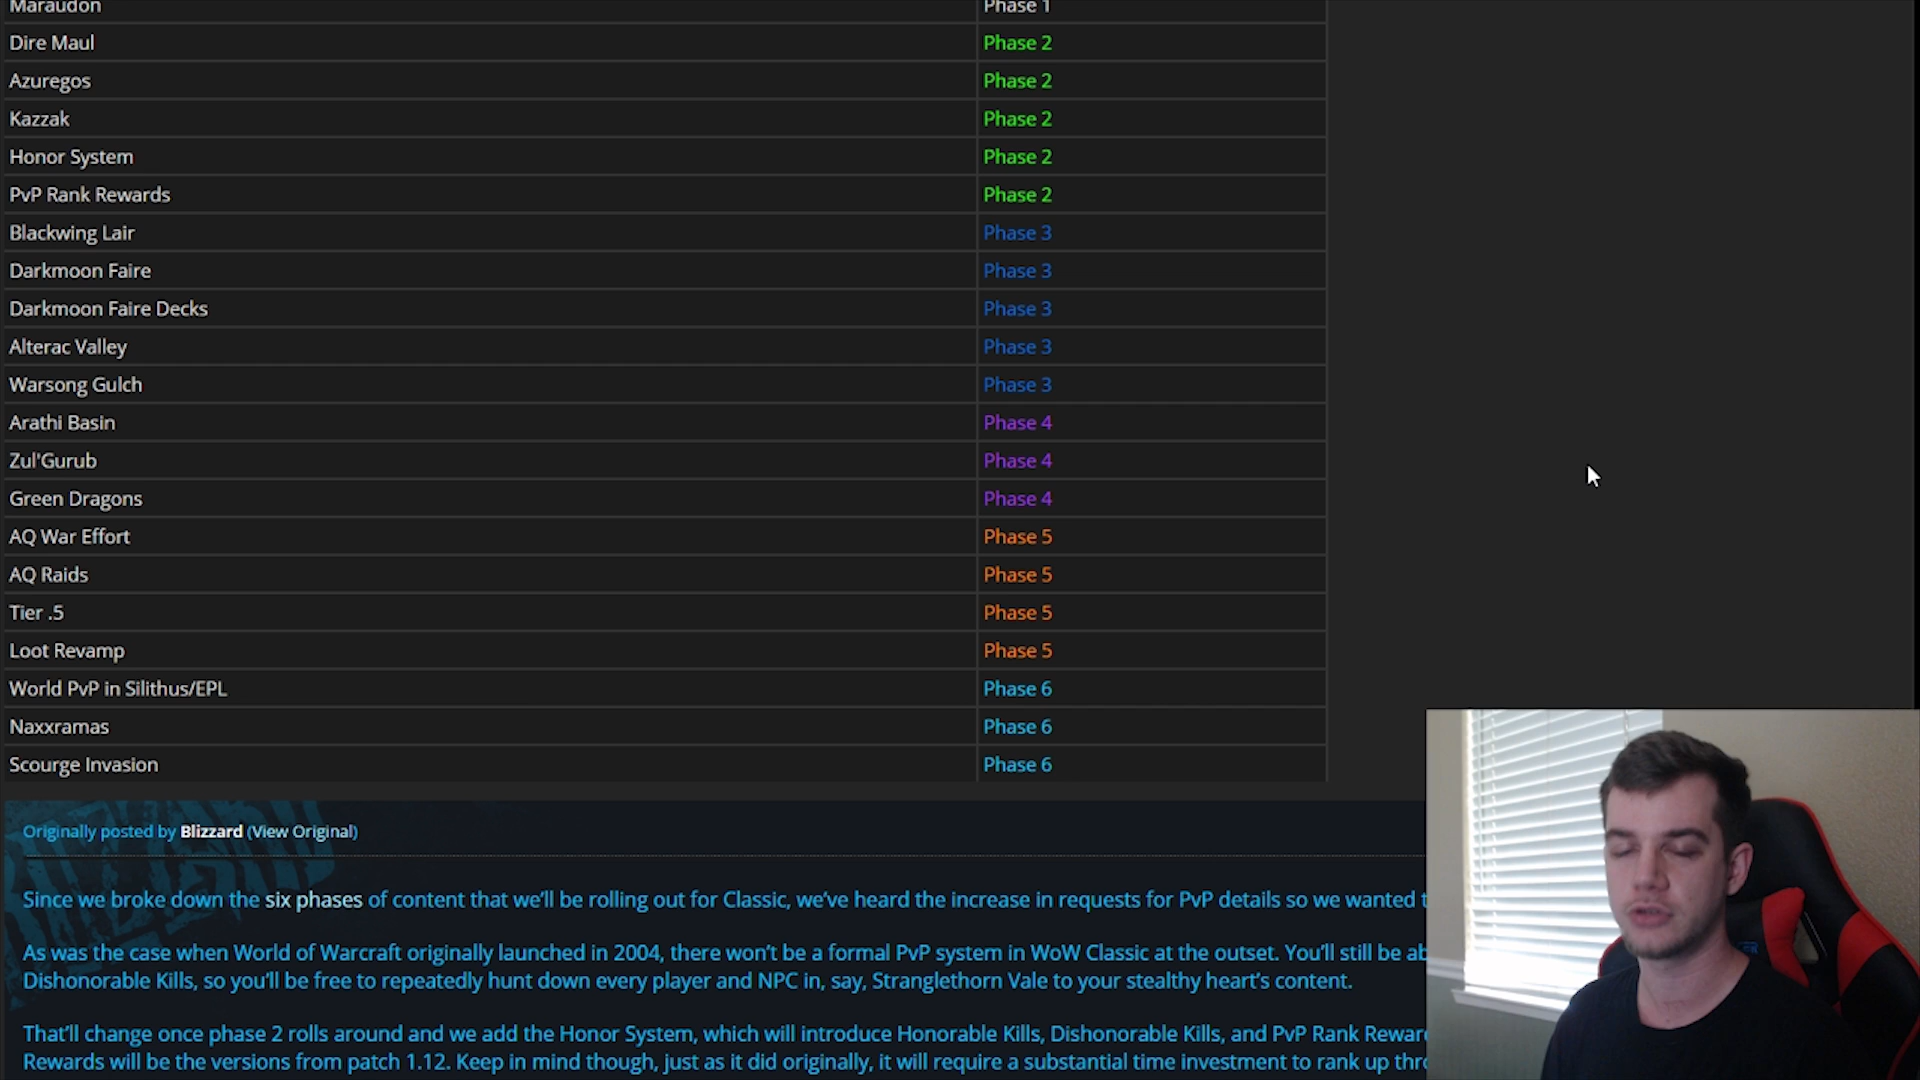 Maraudon Phase 1
Dire Maul Phase 2
Azuregos Phase 2
Kazzak Phase 2
Honor System Phase 2
PvP Rank Rewards Phase 2
Blackwing Lair Phase 3
Darkmoon Faire Phase 3
Darkmoon Faire Decks Phase 3
Alterac Valley Phase 3
Warsong Gulch Phase 3
Arathi Basin Phase 4
Zul'Gurub Phase 4
Green Dragons Phase 4
AQ War Effort Phase 5
AQ Raids Phase 5
Tier .5 Phase 5
Loot Revamp Phase 5
World PvP in Silithus/EPL Phase 6
Naxxramas Phase 6
Scourge Invasion Phase 6
Originally posted by Blizzard (View Original)
Since we broke down the six phases of content that we’ll be rolling out for Classic, we’ve heard the increase in requests for PvP details so we wanted
As was the case when World of Warcraft originally launched in 2004, there won’t be a formal PvP system in WoW Classic at the outset. You’ll still be
Dishonorable Kills, so you’ll be free to repeatedly hunt down every player and NPC in, say, Stranglethorn Vale to your stealthy heart’s content.
That’ll change once phase 2 rolls around and we add the Honor System, which will introduce Honorable Kills, Dishonorable Kills, and PvP Rank
Rewards will be the versions from patch 1.12. Keep in mind though, just as it did originally, it will require a substantial time investment to rank up